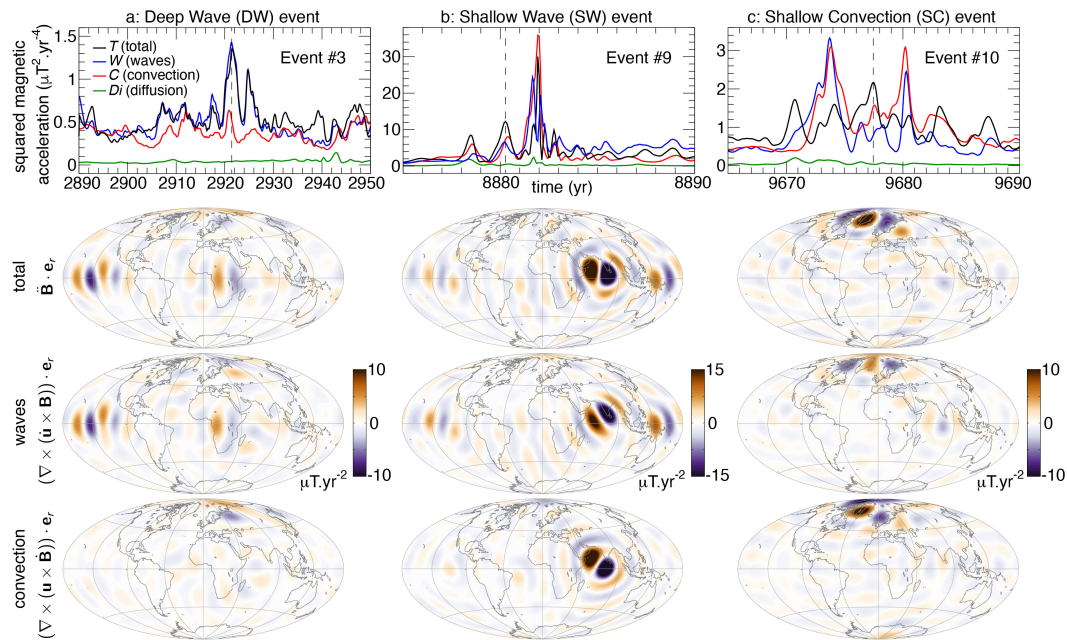 a: Deep Wave (DW) event
b: Shallow Wave (SW) event
c: Shallow Convection (SC) event
squared magnetic
acceleration (μT².yr⁻⁴)
1.5
1
0.5
0
T (total)
W (waves)
C (convection)
Di (diffusion)
Event #3
2890 2900 2910 2920 2930 2940 2950
30
20
10
0
Event #9
8880 8890
time (yr)
3
2
1
0
Event #10
9670 9680 9690
total
B̈ · eᵣ
waves
(∇ × (u × B)) · eᵣ
10
0
-10
μT.yr⁻²
15
0
-15
μT.yr⁻²
10
0
-10
μT.yr⁻²
convection
(∇ × (u × B)) · eᵣ